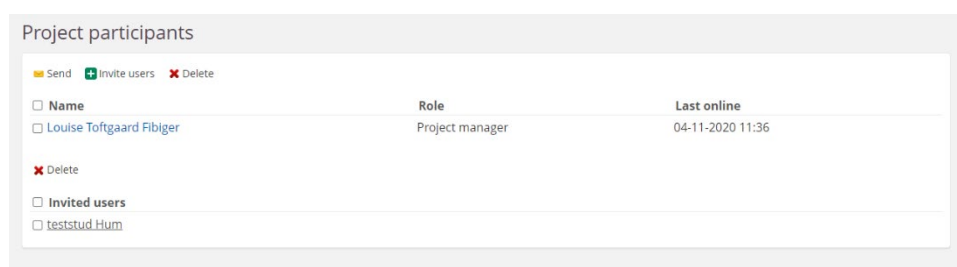 Project participants
Send Invite users Delete
Name Role Last online
Louise Toftgaard Fibiger Project manager 04-11-2020 11:36
Delete
Invited users
teststud Hum